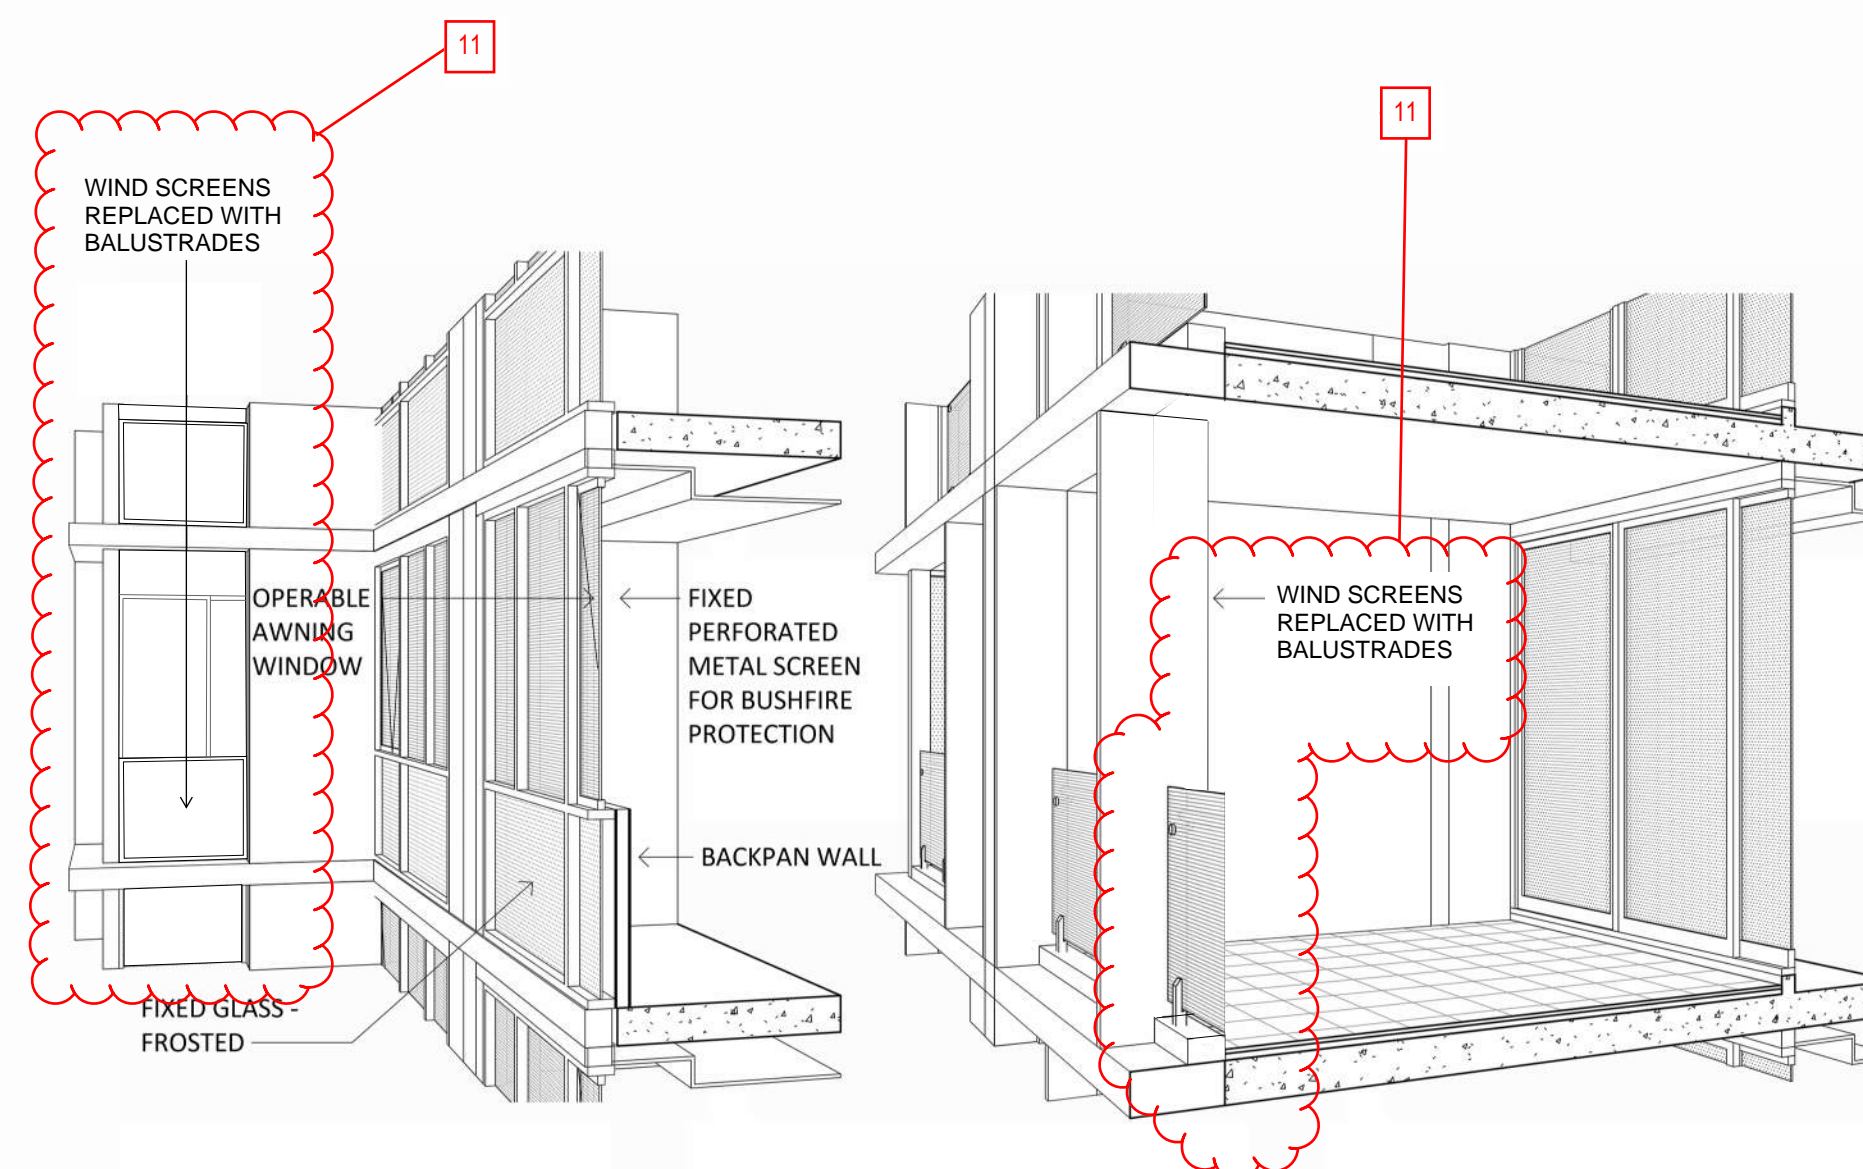 11
11
WIND SCREENS
REPLACED WITH
BALUSTRADES
OPERABLE
AWNING
WINDOW
FIXED
PERFORATED
METAL SCREEN
FOR BUSHFIRE
PROTECTION
WIND SCREENS
REPLACED WITH
BALUSTRADES
BACKPAN WALL
FIXED GLASS -
FROSTED